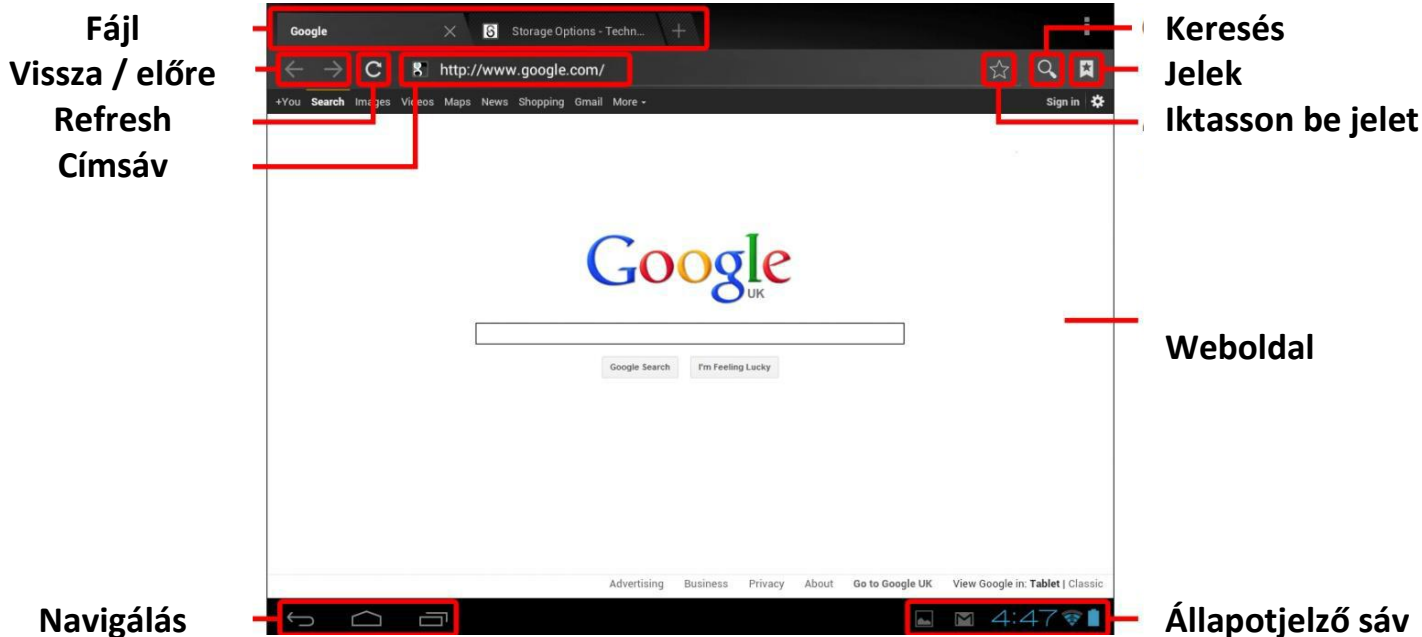 Fájl
Vissza / előre
Refresh
Címsáv
Google
Storage Options - Techn...
http://www.google.com/
+You Search Images Videos Maps News Shopping Gmail More
Sign in
Keresés
Jelek
Iktasson be jelet
Google
UK
Google Search I'm Feeling Lucky
Weboldal
Advertising Business Privacy About Go to Google UK View Google in: Tablet | Classic
Navigálás
4:47
Állapotjelző sáv